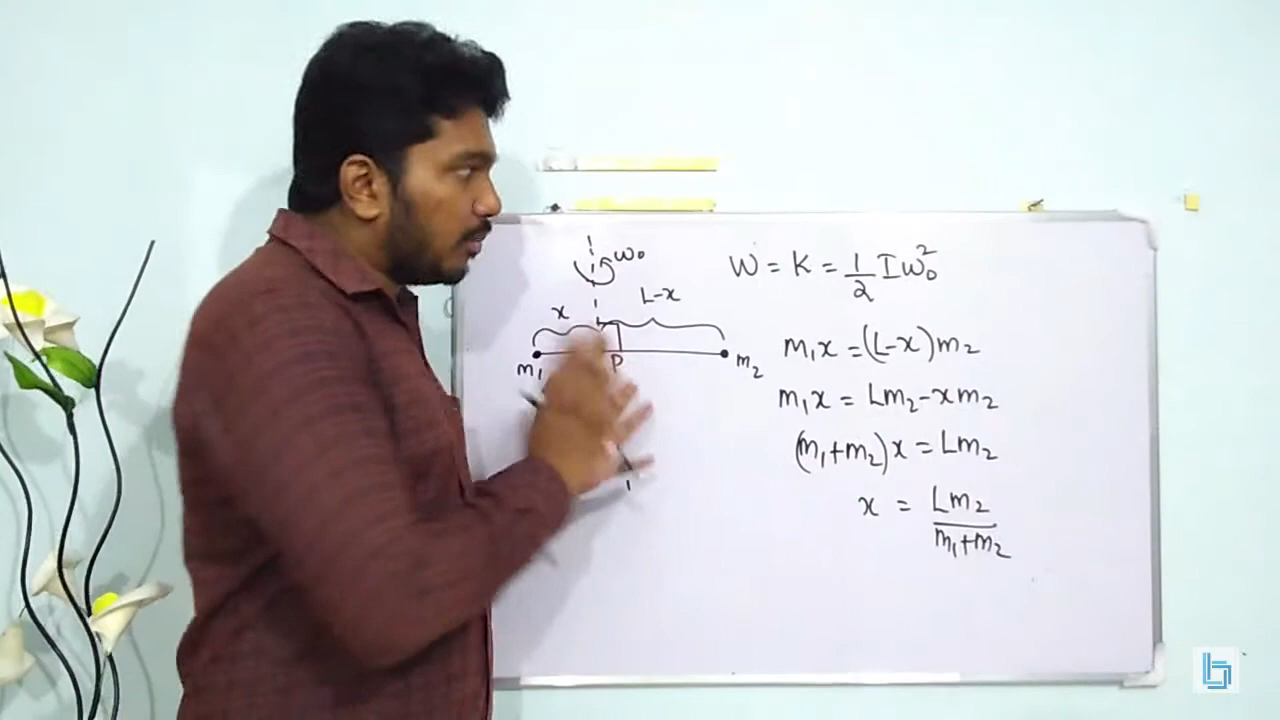 ω₀
x
L-x
m₁
P
m₂
W = K = 1/2 Iω₀²
m₁x = (L-x)m₂
m₁x = Lm₂-xm₂
(m₁+m₂)x = Lm₂
x = Lm₂/m₁+m₂